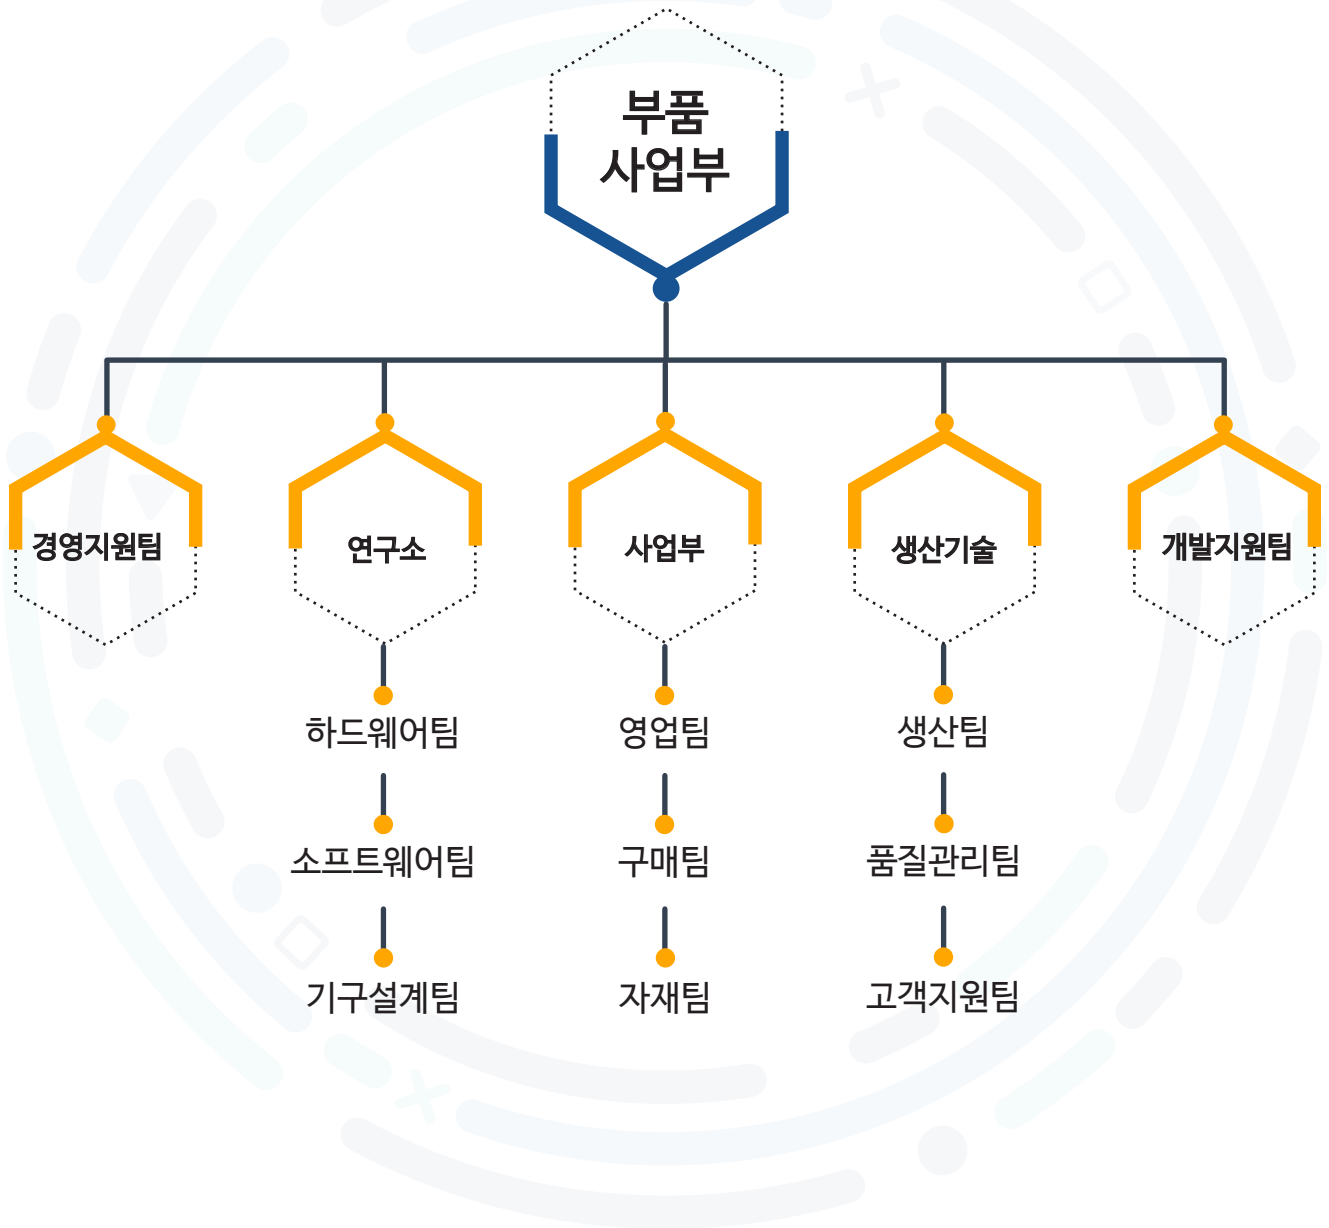 부품
사업부
경영지원팀
연구소
사업부
생산기술
개발지원팀
하드웨어팀
영업팀
생산팀
소프트웨어팀
구매팀
품질관리팀
기구설계팀
자재팀
고객지원팀